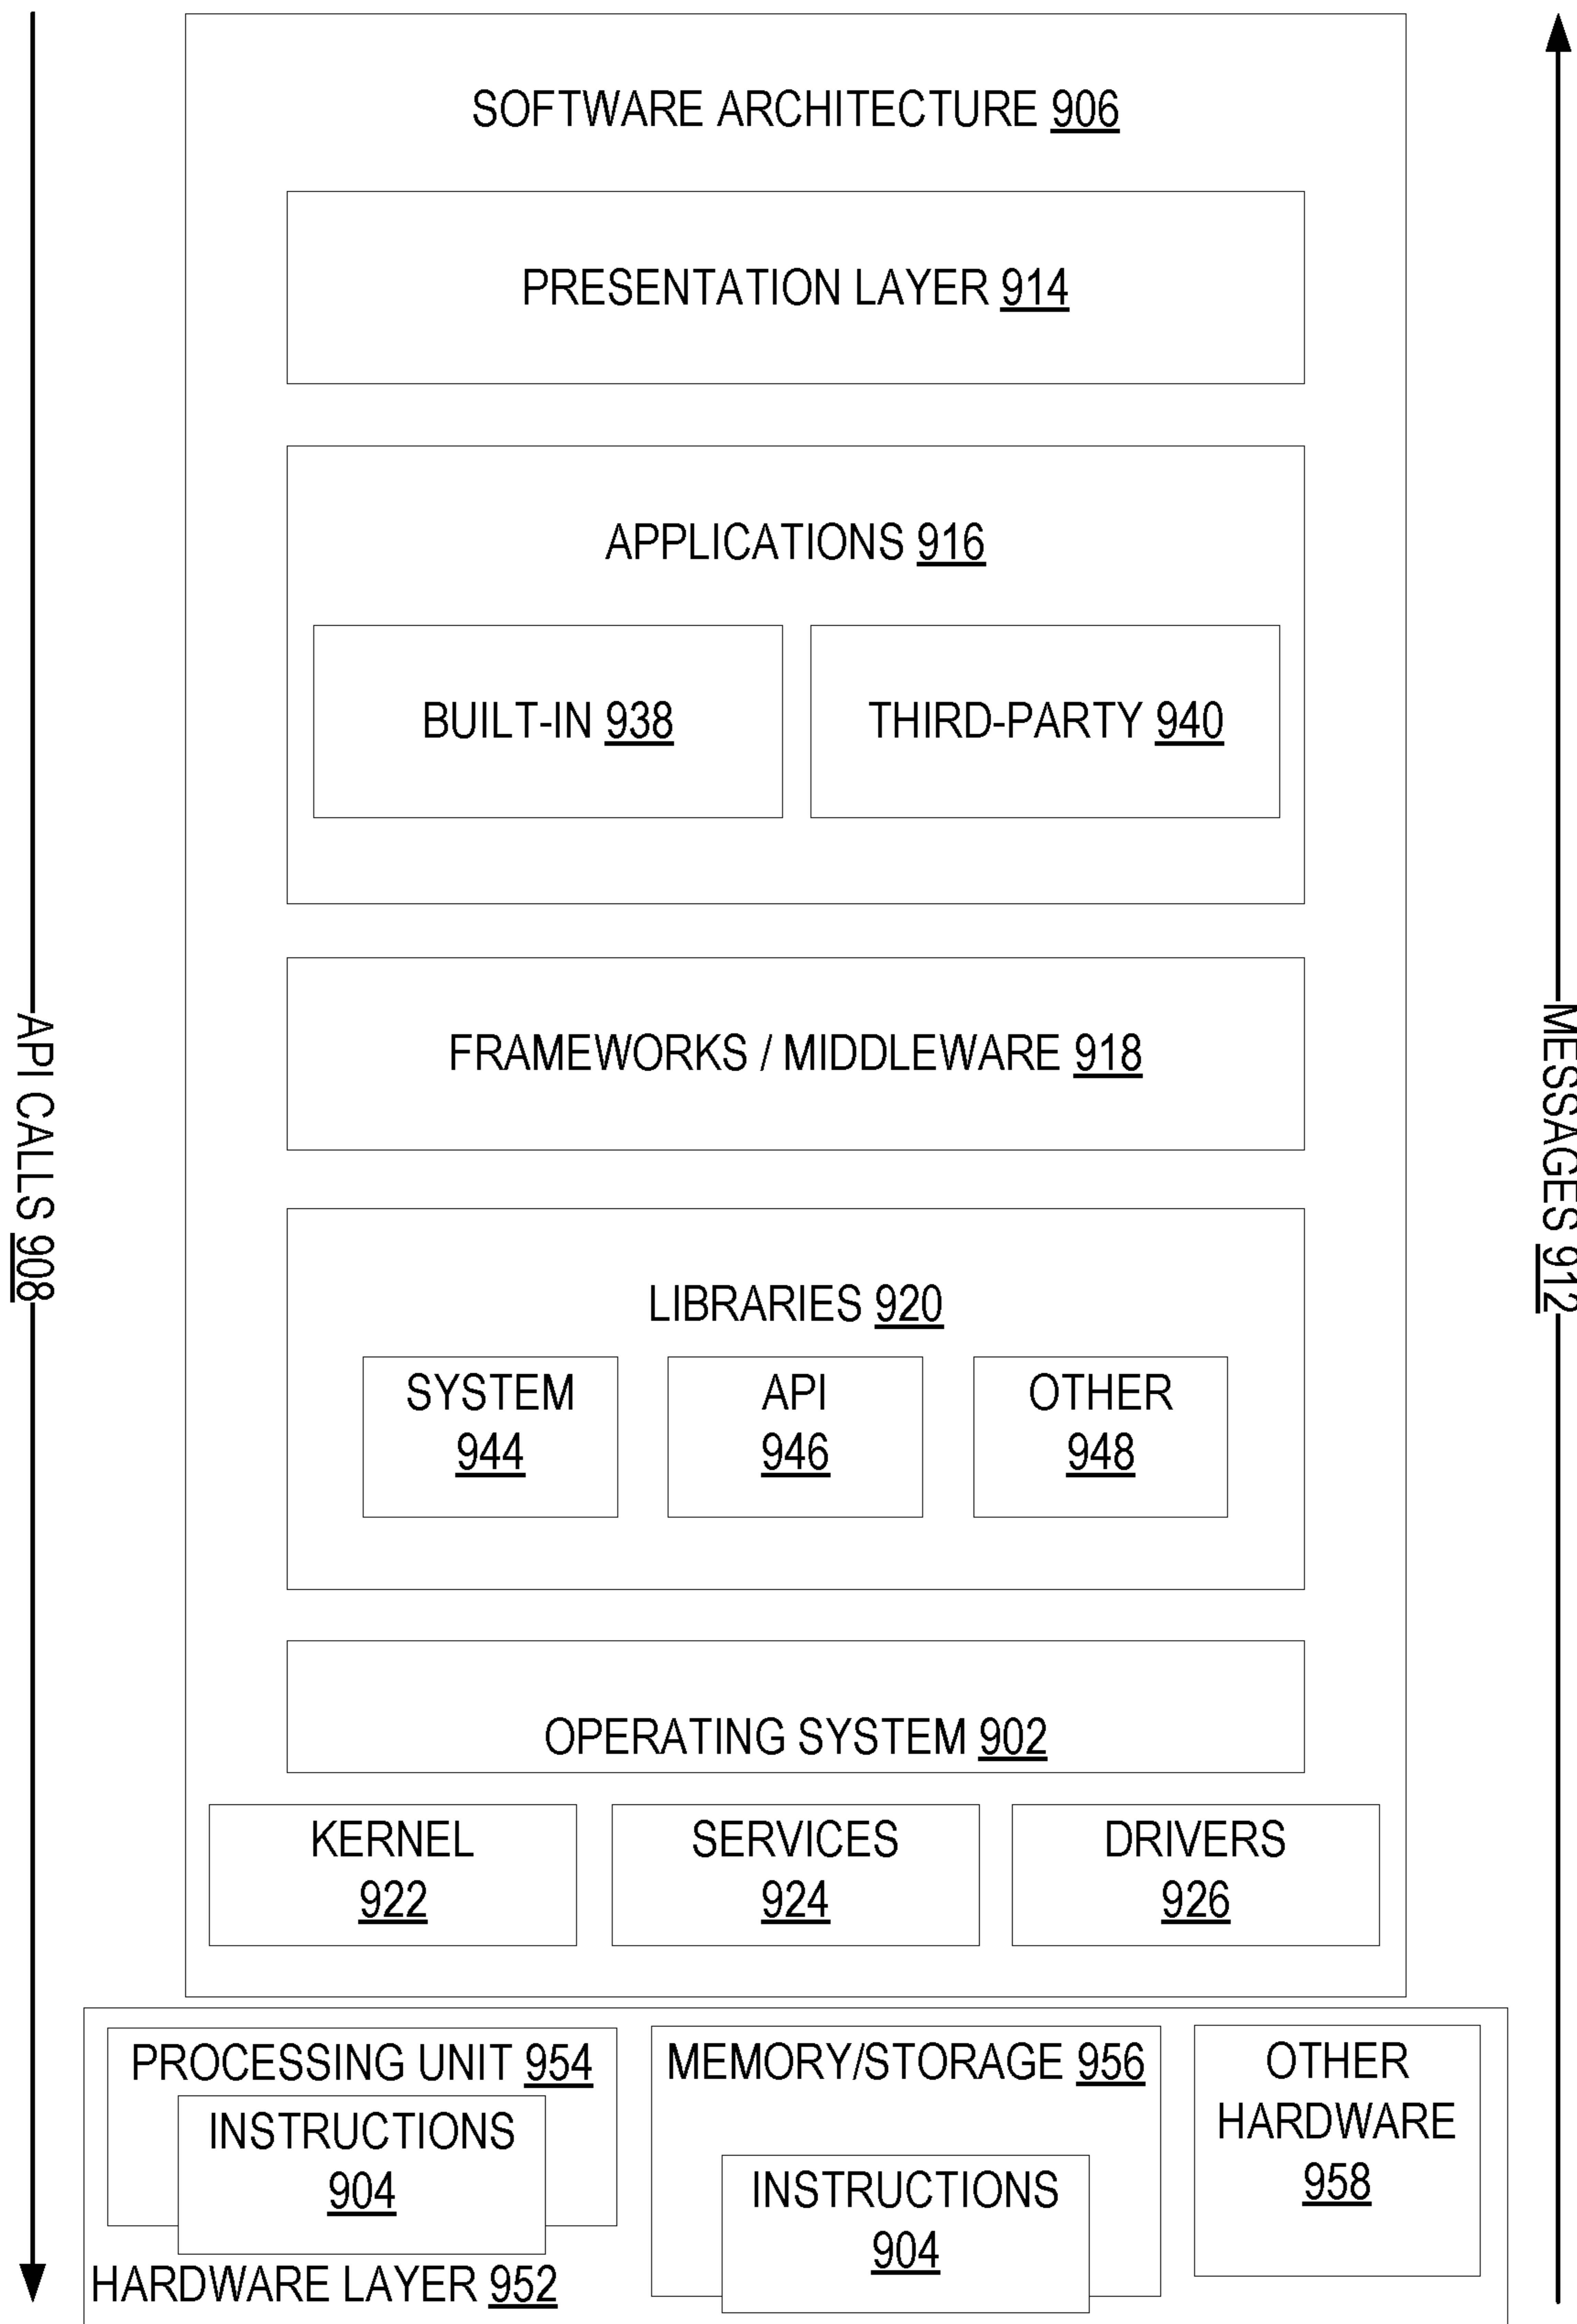 SOFTWARE ARCHITECTURE 906
PRESENTATION LAYER 914
APPLICATIONS 916
BUILT-IN 938
THIRD-PARTY 940
FRAMEWORKS / MIDDLEWARE 918
API CALLS 908
MESSAGES 912
LIBRARIES 920
SYSTEM
944
API
946
OTHER
948
OPERATING SYSTEM 902
KERNEL
922
SERVICES
924
DRIVERS
926
PROCESSING UNIT 954
INSTRUCTIONS
904
MEMORY/STORAGE 956
INSTRUCTIONS
904
OTHER
HARDWARE
958
HARDWARE LAYER 952